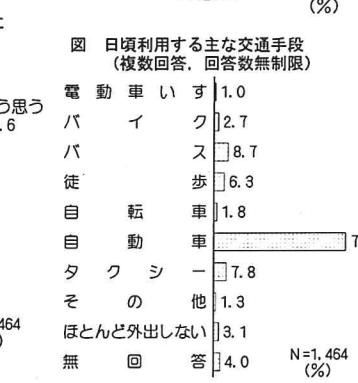 (%)
図 日頃利用する主な交通手段
(複数回答，回答数無制限)
う思う
.6
電動車いす 1.0
バイク 2.7
バス 8.7
徒歩 6.3
自転車 1.8
自動車 7
タクシー 7.8
その他 1.3
ほとんど外出しない 3.1
無回答 4.0
464
)
N=1,464
(%)